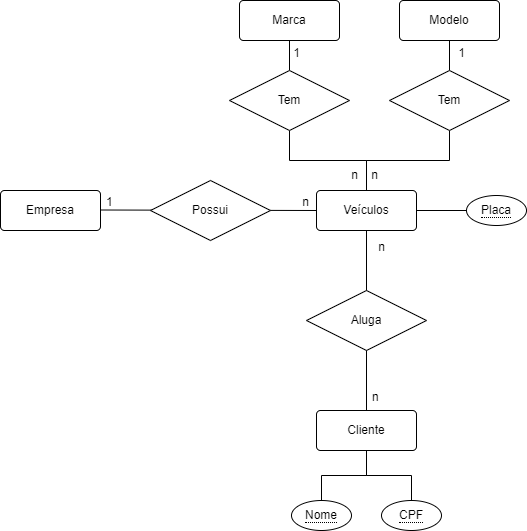 Marca
Modelo
1
1
Tem
Tem
n
n
Empresa
1
Possui
n
Veículos
Placa
n
Aluga
n
Cliente
Nome
CPF